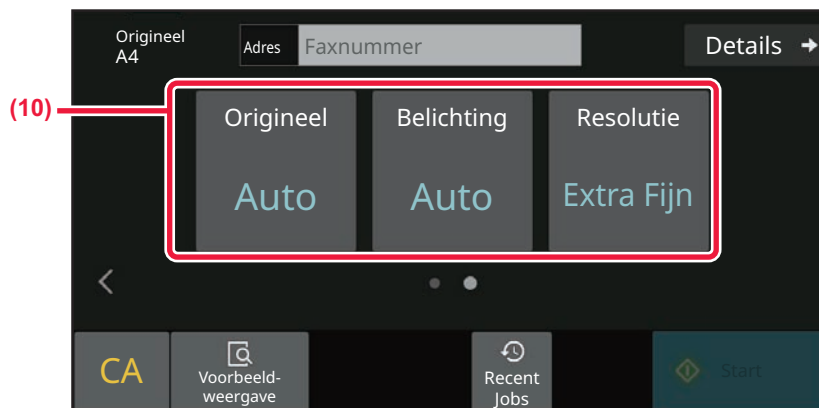 Origineel
A4
Adres
Faxnummer
Details
(10)
Origineel
Belichting
Resolutie
Auto
Auto
Extra Fijn
CA
Voorbeeld-
weergave
Recent
Jobs
Start